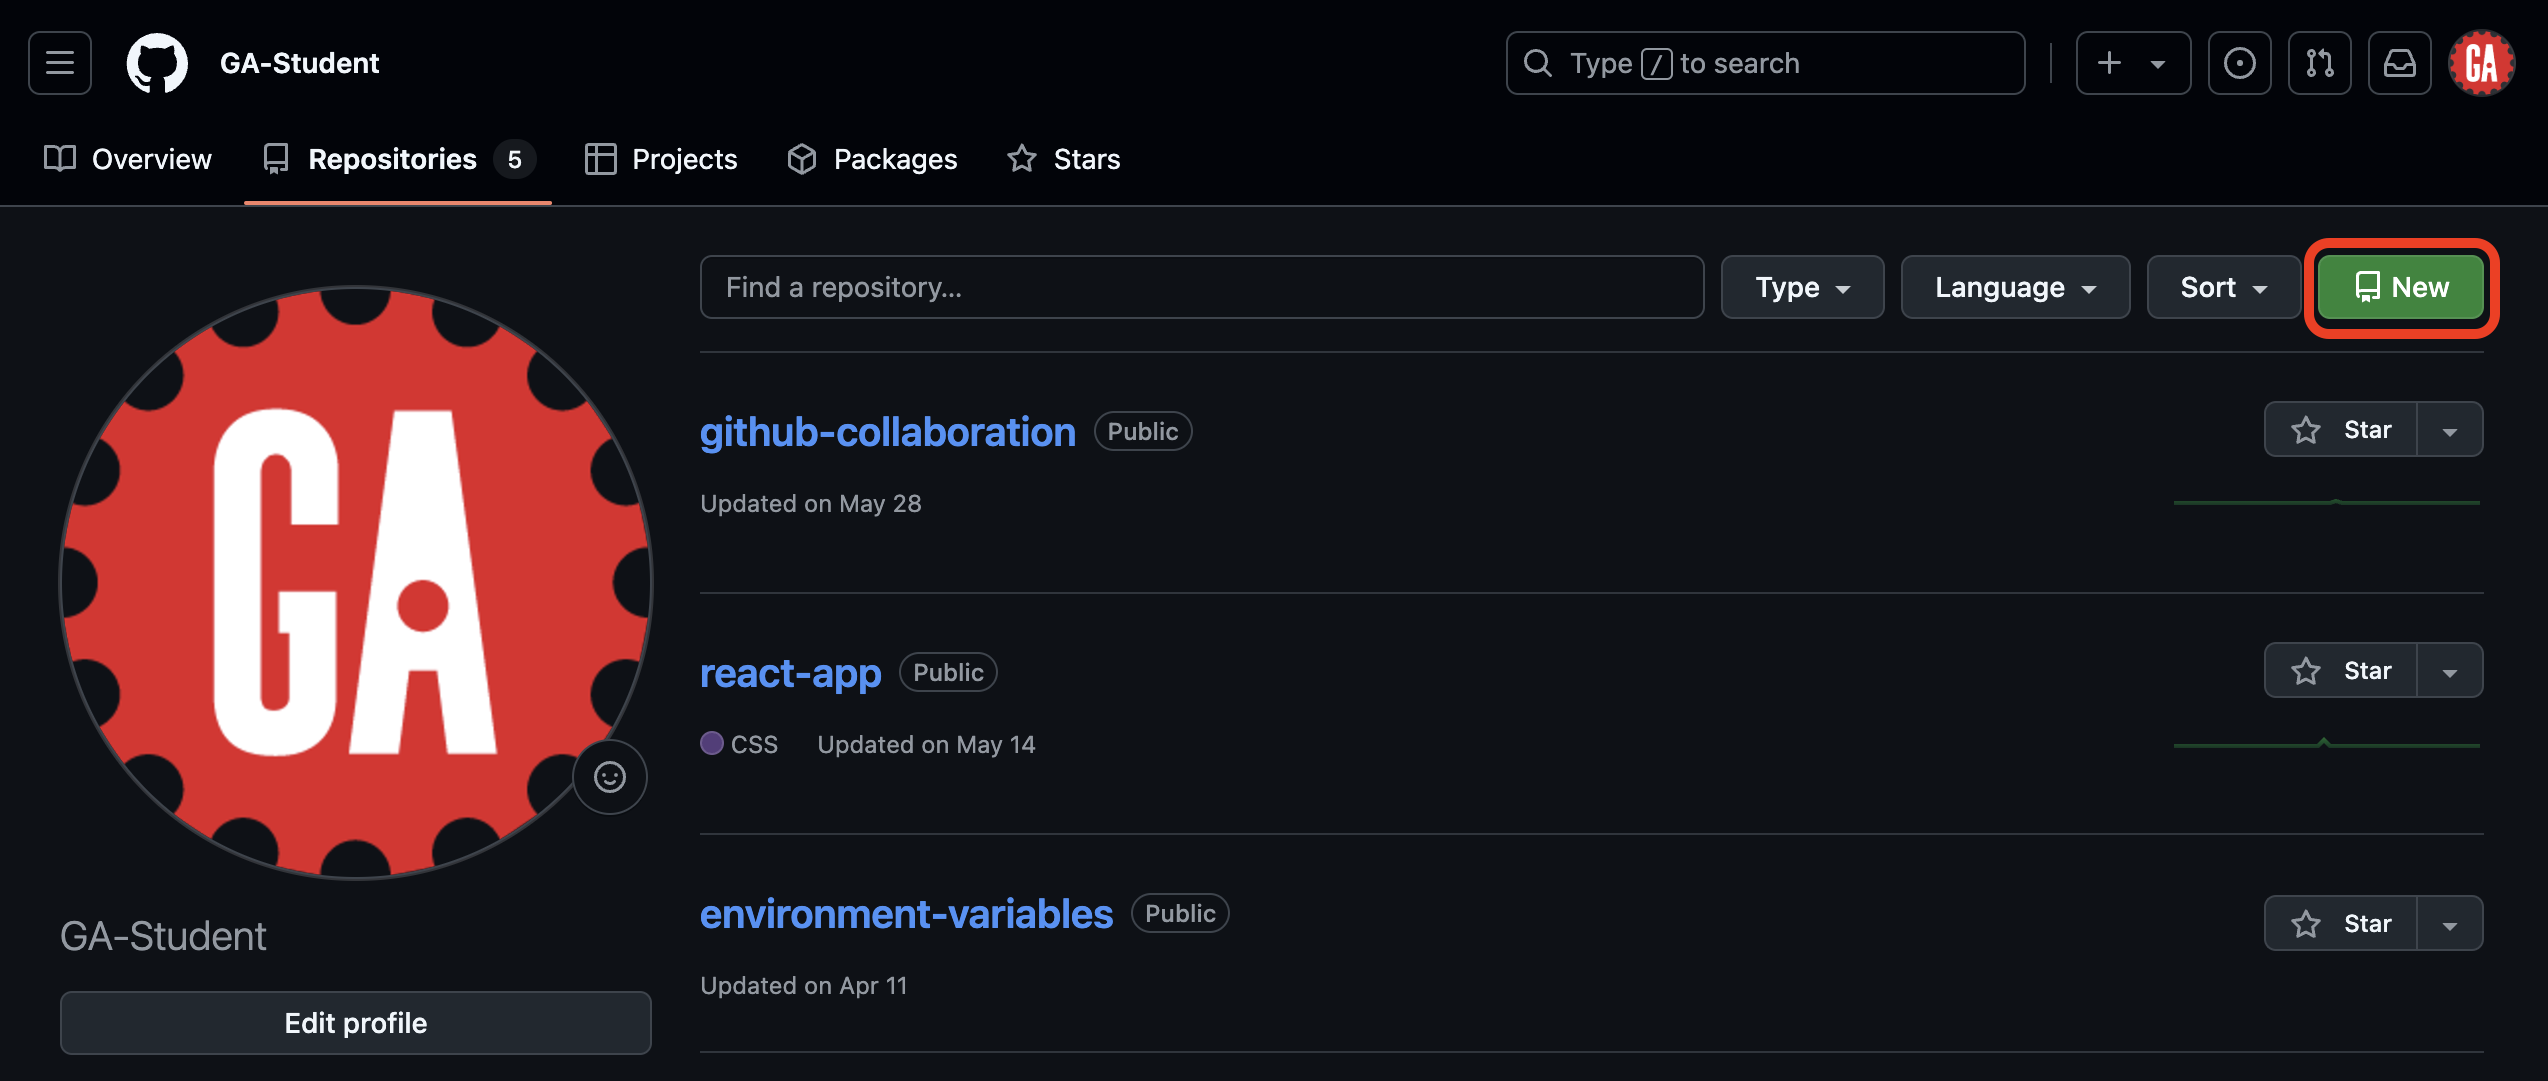 GA-Student
Type / to search
GA
Overview
Repositories 5
Projects
Packages
Stars
Find a repository...
Type
Language
Sort
New
GA
GA-Student
Edit profile
github-collaboration Public
Star
Updated on May 28
react-app Public
Star
CSS Updated on May 14
environment-variables Public
Star
Updated on Apr 11